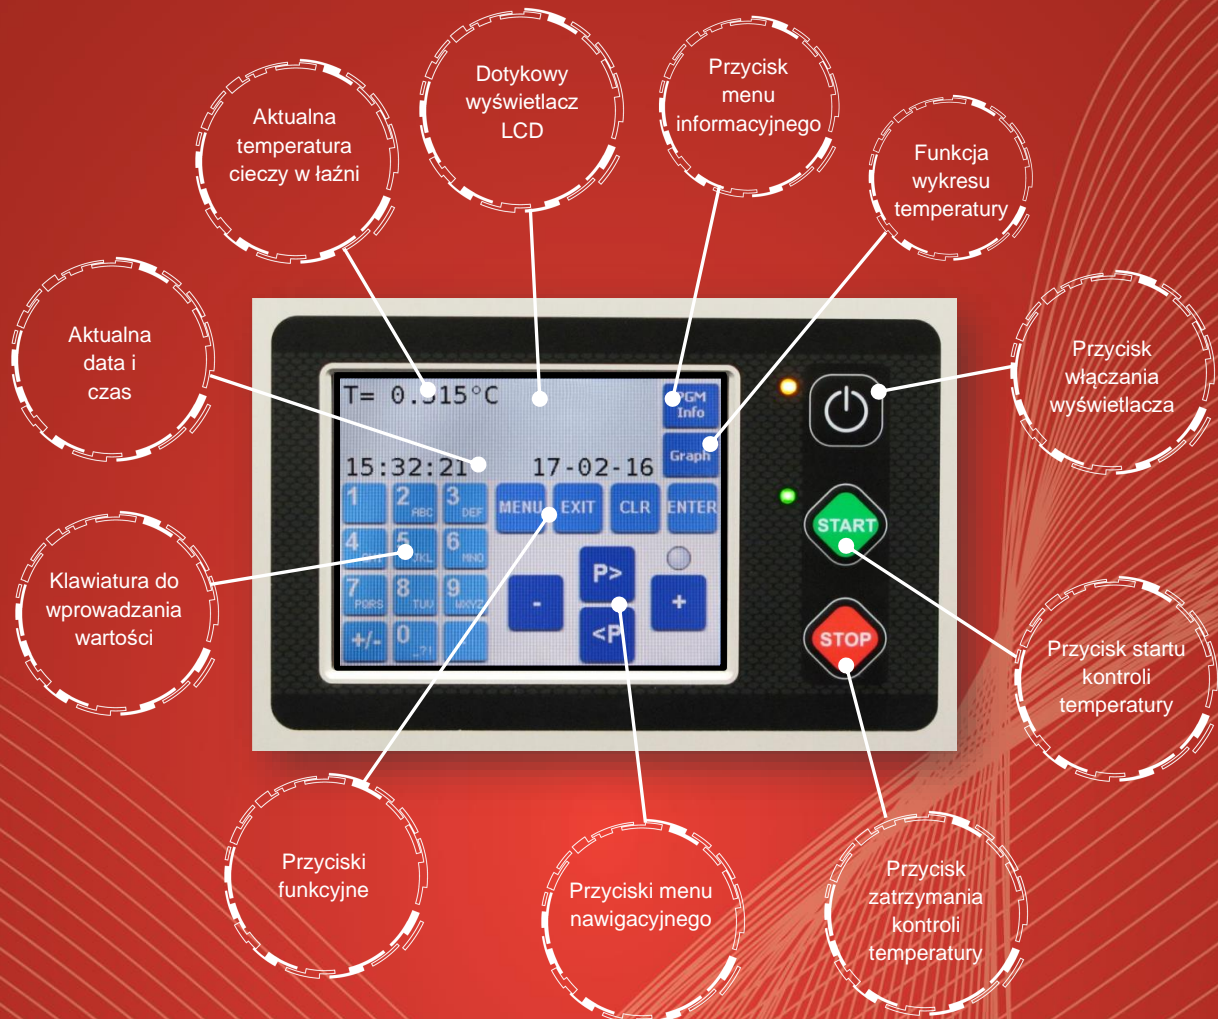 Dotykowy
wyświetlacz
LCD
Przycisk
menu
informacyjnego
Aktualna
temperatura
cieczy w łaźni
Funkcja
wykresu
temperatury
Aktualna
data i
czas
Przycisk
włączania
wyświetlacza
T= 0.315°C
PGM
Info
Graph
15:32:21 17-02-16
1 2 ABC 3 DEF
MENU EXIT CLR ENTER
4 5 JKL 6 MNO
7 PQRS 8 TUV 9 WXYZ
+/- 0 _?! .
P>
- +
<P
START
STOP
Klawiatura do
wprowadzania
wartości
Przycisk startu
kontroli
temperatury
Przyciski
funkcyjne
Przyciski menu
nawigacyjnego
Przycisk
zatrzymania
kontroli
temperatury